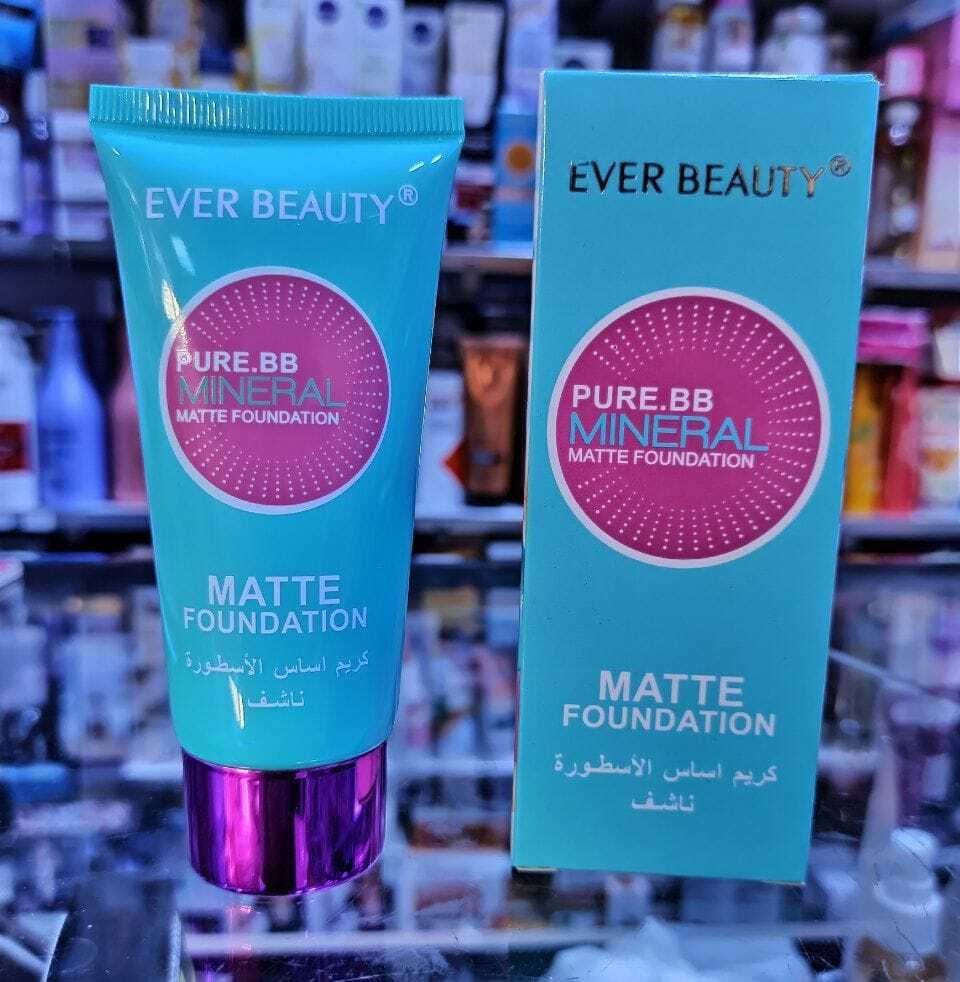 EVER BEAUTY®
PURE.BB
MINERAL
MATTE FOUNDATION
MATTE
FOUNDATION
كريم اساس الأسطورة
ناشف
EVER BEAUTY®
PURE.BB
MINERAL
MATTE FOUNDATION
MATTE
FOUNDATION
كريم اساس الأسطورة
ناشف